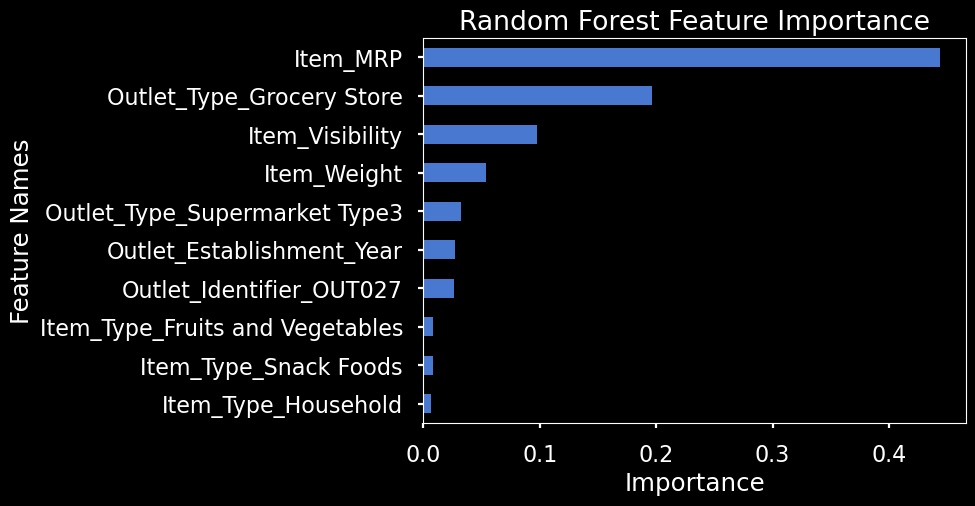 Random Forest Feature Importance
Feature Names
Item_MRP
Outlet_Type_Grocery Store
Item_Visibility
Item_Weight
Outlet_Type_Supermarket Type3
Outlet_Establishment_Year
Outlet_Identifier_OUT027
Item_Type_Fruits and Vegetables
Item_Type_Snack Foods
Item_Type_Household
0.0 0.1 0.2 0.3 0.4
Importance